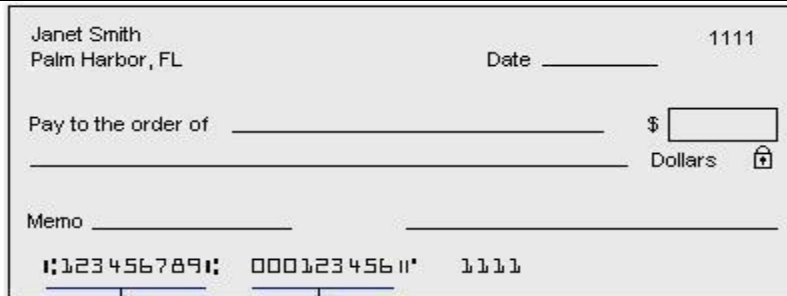 Janet Smith 1111
Palm Harbor, FL Date
Pay to the order of $
Dollars
Memo
⑆123456789⑆ 000123456⑈ 1111